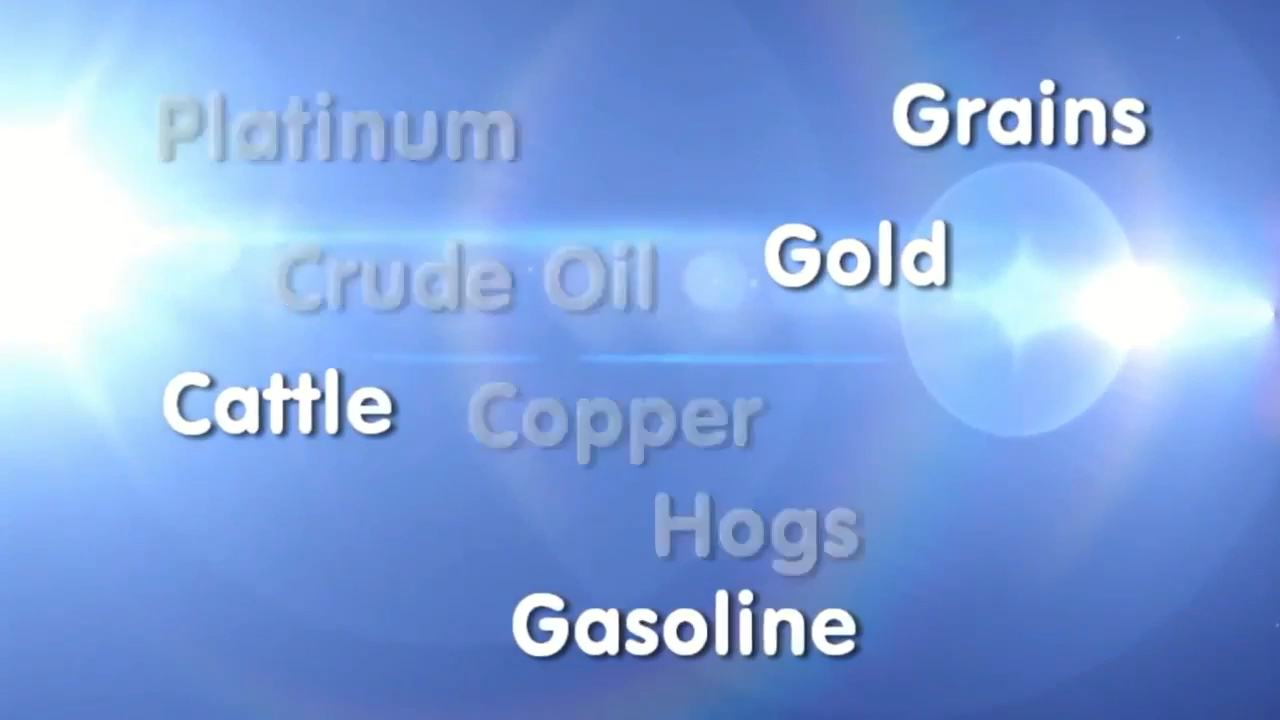 Platinum
Grains
Crude Oil
Gold
Cattle
Copper
Hogs
Gasoline